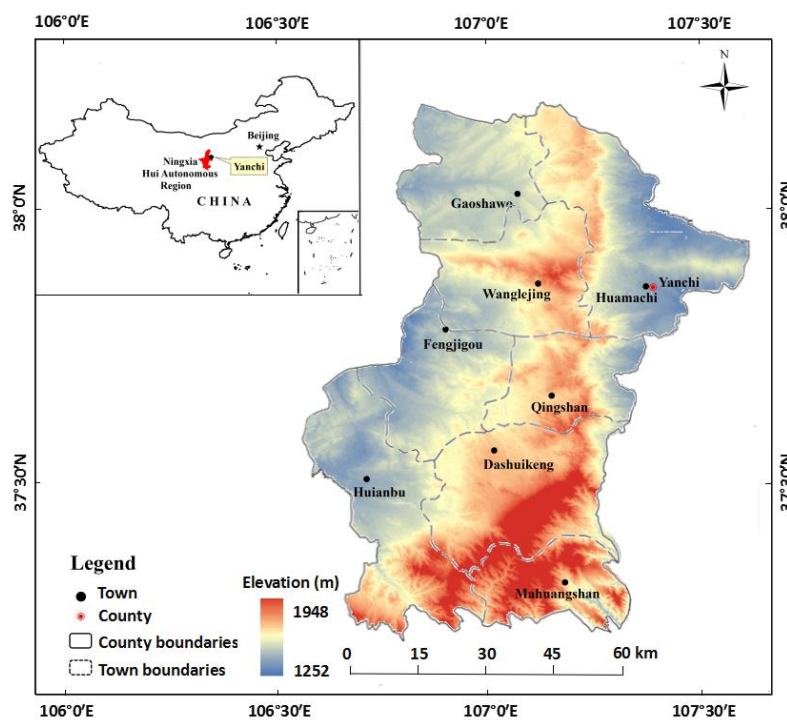 106°0′E
106°30′E
107°0′E
107°30′E
N
Beijing
Ningxia
Hui Autonomous
Region
Yanchi
CHINA
38°0′N
38°0′N
Gaoshawo
Wanglejing
Huamachi
Yanchi
Fengjigou
Qingshan
Dashuikeng
37°30′N
37°30′N
Huianbu
Mahuangshan
Legend
Town
County
County boundaries
Town boundaries
Elevation (m)
1948
1252
0 15 30 45 60 km
106°0′E
106°30′E
107°0′E
107°30′E